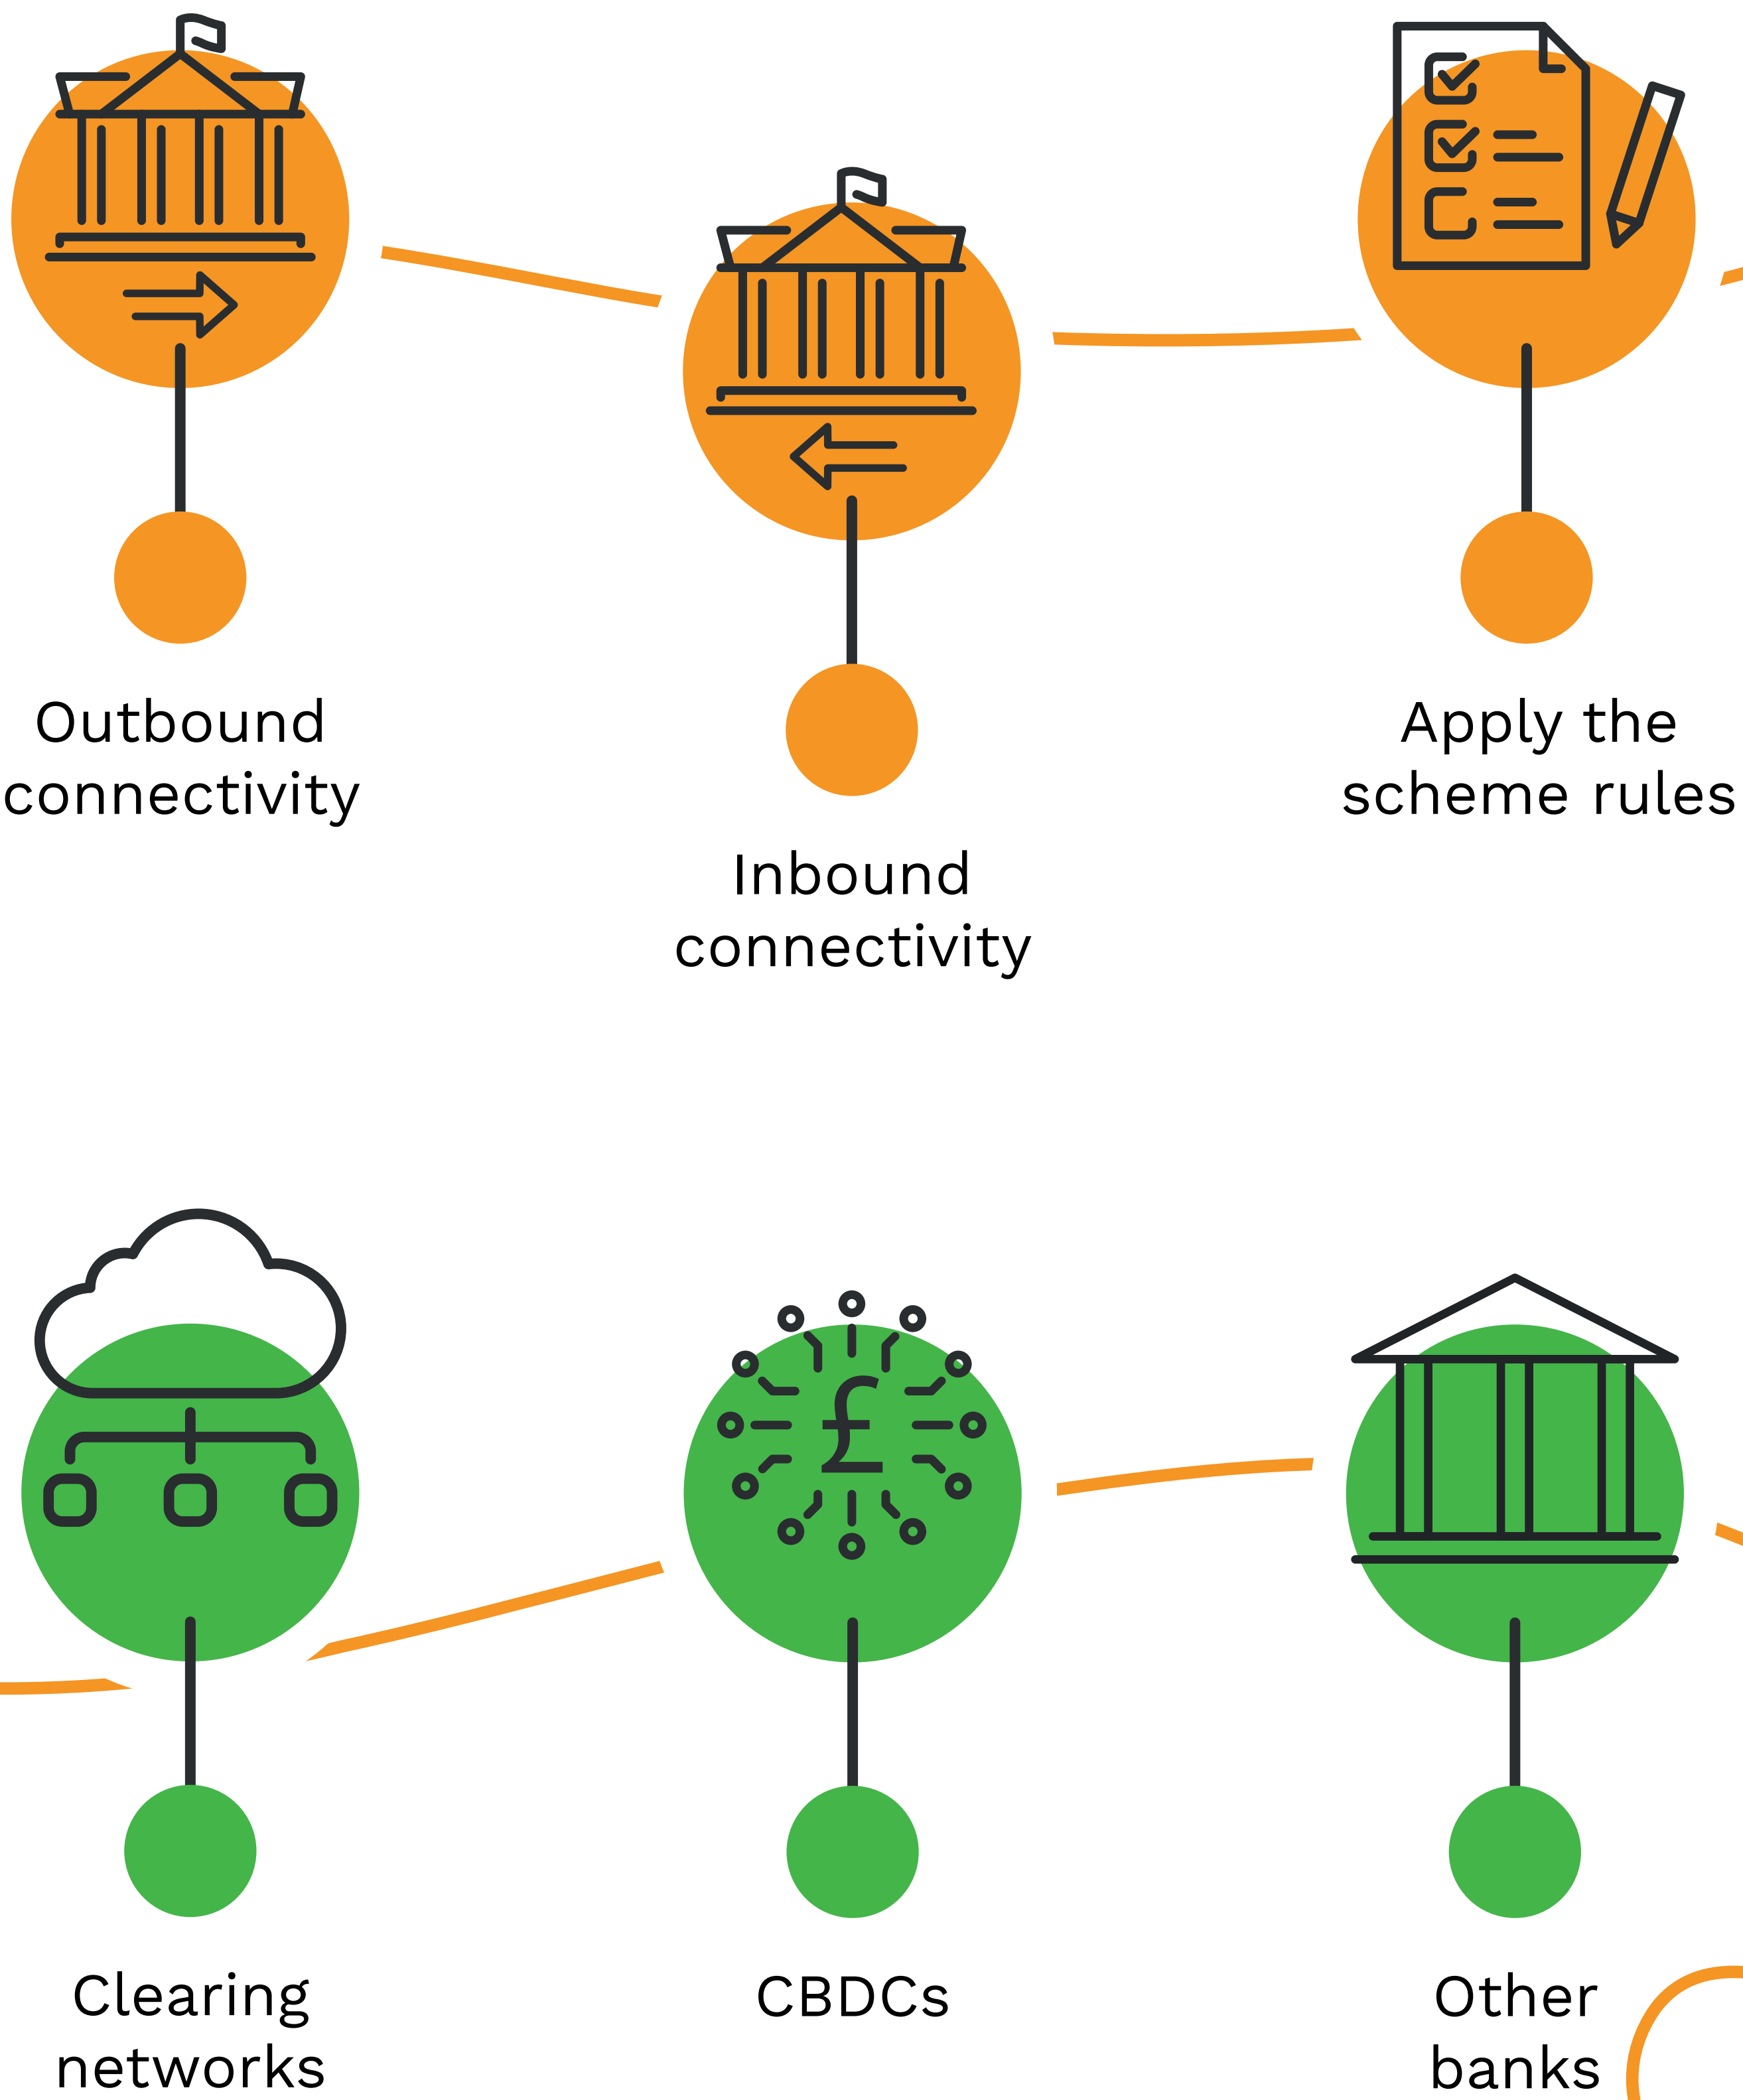 Outbound
connectivity
Inbound
connectivity
Apply the
scheme rules
£
Clearing
networks
CBDCs
Other
banks